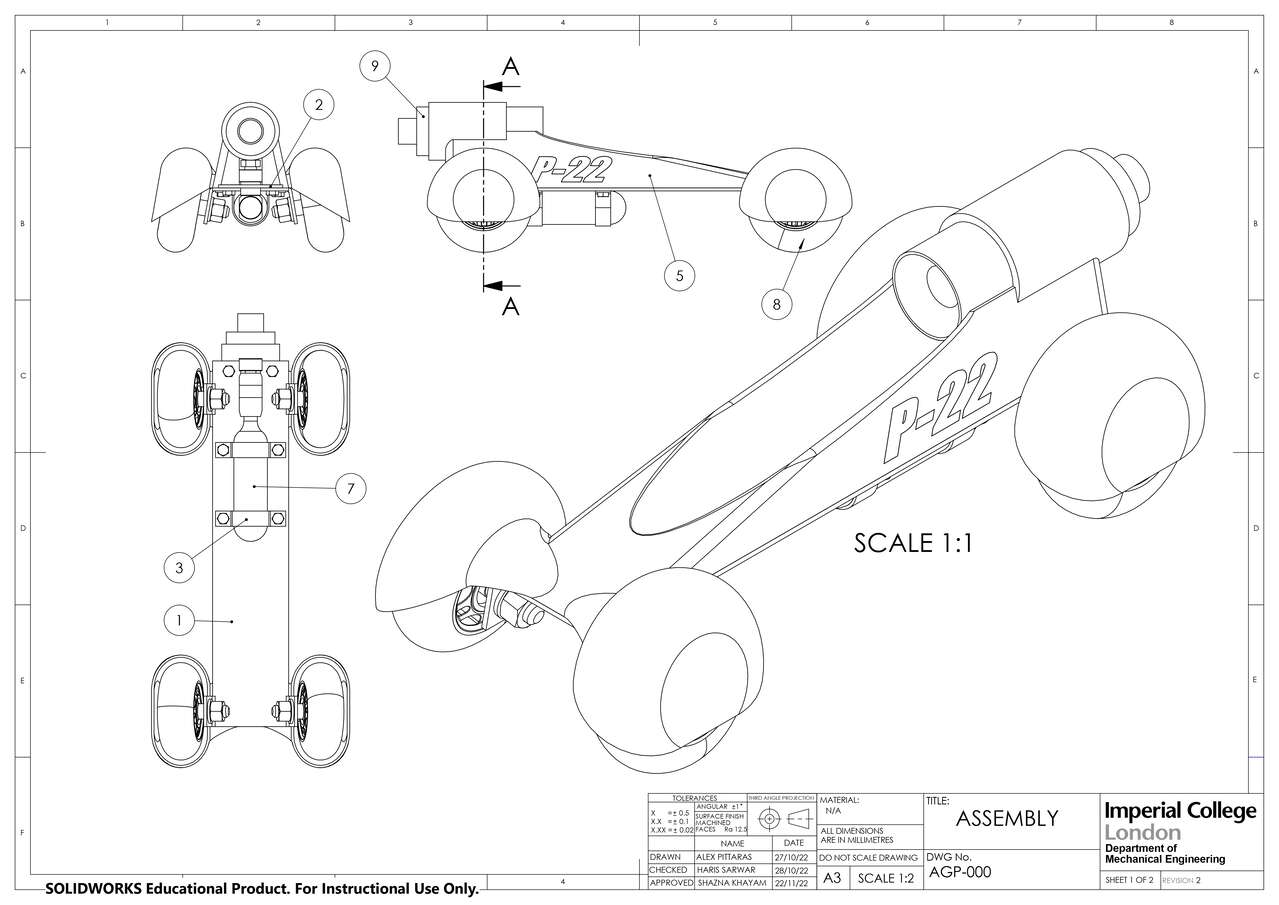 1 2 3 4 5 6 7 8
A A
9
A
2
P-22
B B
5
A
8
C C
P-22
7
D D
SCALE 1:1
3
1
E E
F
TOLERANCES
X =± 0.5
X.X =± 0.1
X.XX =± 0.02
ANGULAR ±1°
SURFACE FINISH
MACHINED
FACES Ra 12.5
THIRD ANGLE PROJECTION
NAME DATE
DRAWN ALEX PITTARAS 27/10/22
CHECKED HARIS SARWAR 28/10/22
APPROVED SHAZNA KHAYAM 22/11/22
MATERIAL:
N/A
ALL DIMENSIONS
ARE IN MILLIMETRES
DO NOT SCALE DRAWING
A3 SCALE 1:2
TITLE:
ASSEMBLY
DWG No.
AGP-000
Imperial College
London
Department of
Mechanical Engineering
SHEET 1 OF 2 REVISION 2
4
SOLIDWORKS Educational Product. For Instructional Use Only.